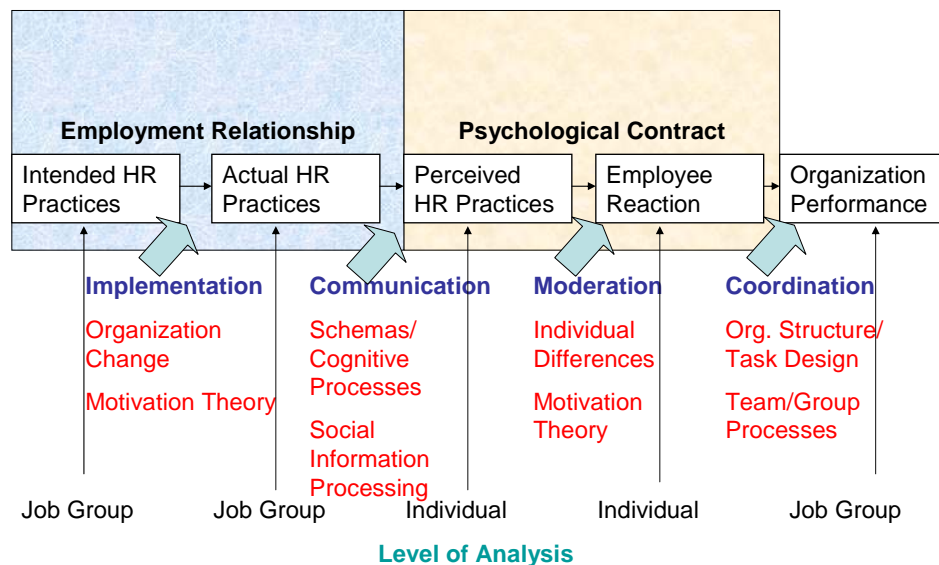 Employment Relationship
Psychological Contract
Intended HR
Practices
Actual HR
Practices
Perceived
HR Practices
Employee
Reaction
Organization
Performance
Implementation
Organization
Change
Motivation Theory
Communication
Schemas/
Cognitive
Processes
Social
Information
Processing
Moderation
Individual
Differences
Motivation
Theory
Coordination
Org. Structure/
Task Design
Team/Group
Processes
Job Group
Job Group
Individual
Individual
Job Group
Level of Analysis